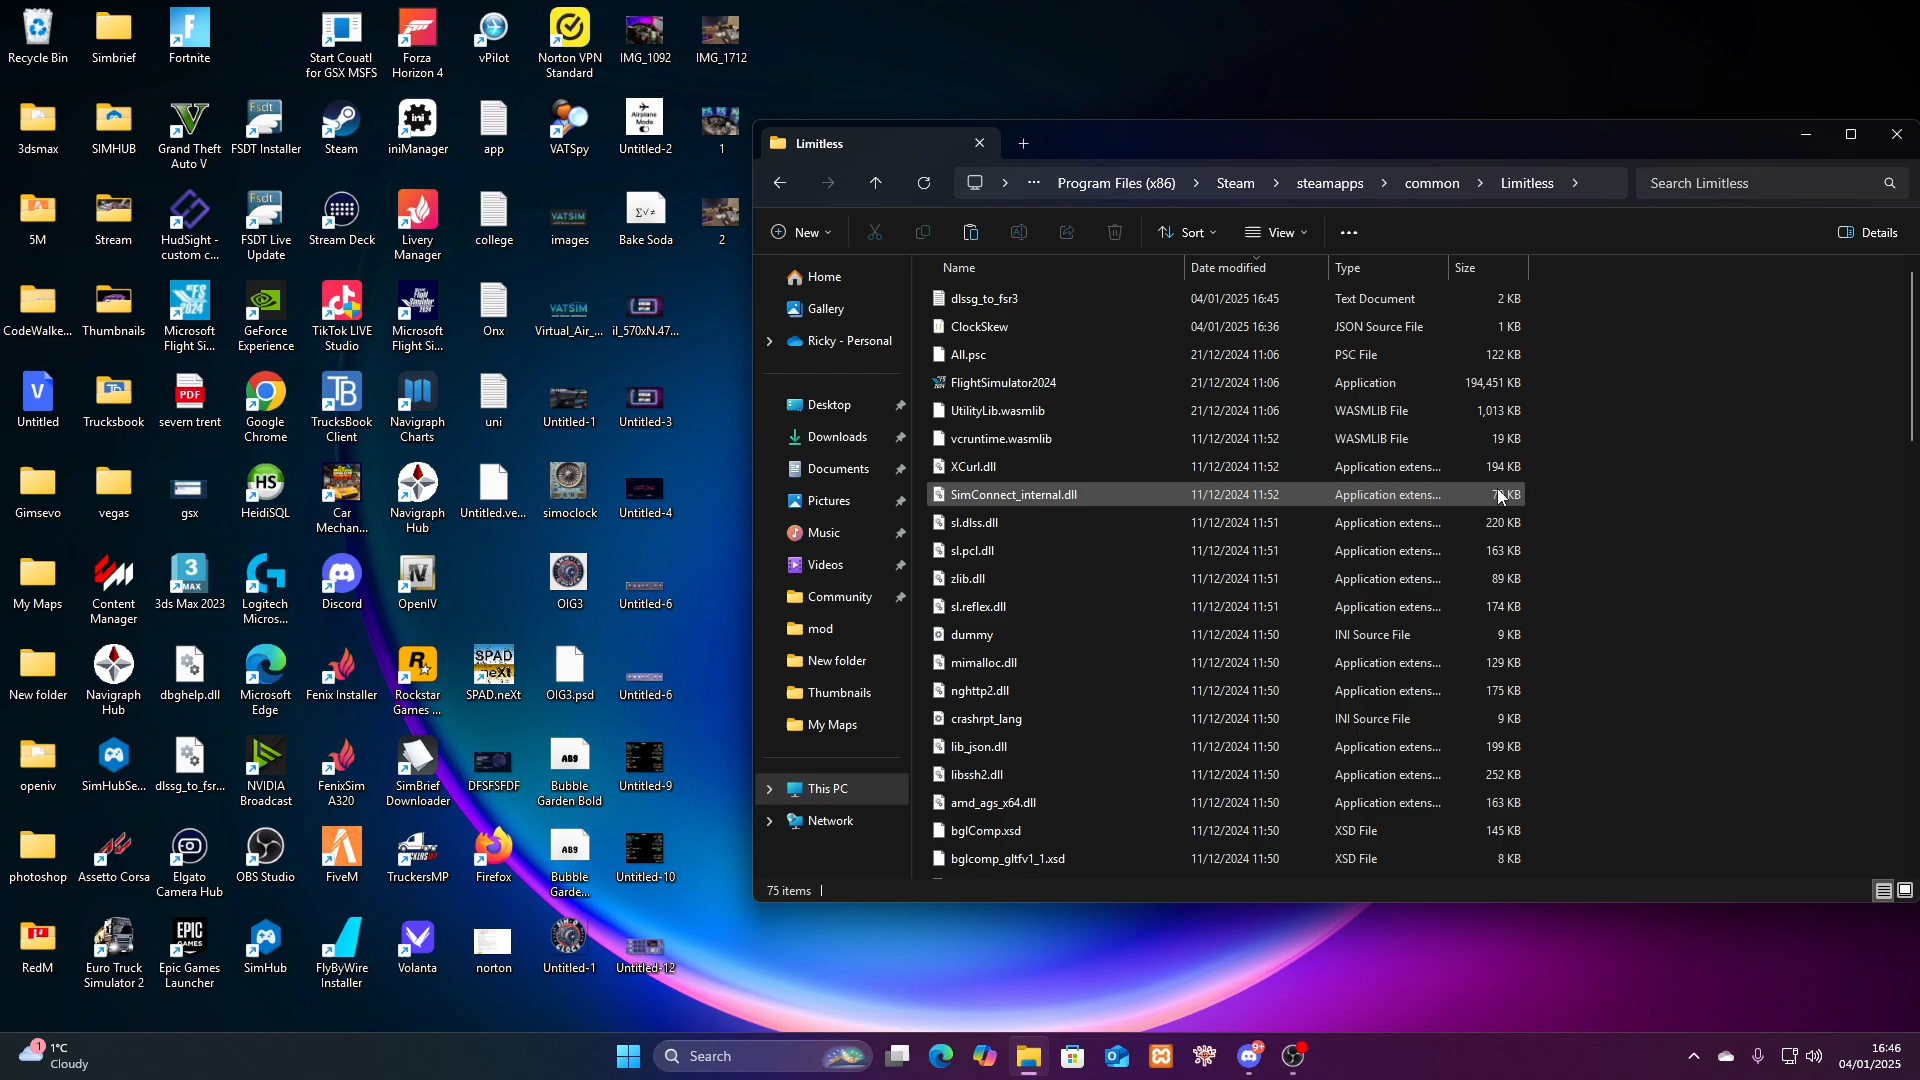 Recycle Bin
Simbrief
Fortnite
Start Couatl
for GSX MSFS
Forza
Horizon 4
vPilot
Norton VPN
Standard
IMG_1092
IMG_1712
3dsmax
SIMHUB
Grand Theft
Auto V
FSDT Installer
Steam
iniManager
app
VATSpy
Untitled-2
1
5M
Stream
HudSight -
custom c...
FSDT Live
Update
Stream Deck
Livery
Manager
college
images
Bake Soda
2
CodeWalke...
Thumbnails
Microsoft
Flight Si...
GeForce
Experience
TikTok LIVE
Studio
Microsoft
Flight Si...
Onx
Virtual_Air_...
il_570xN.47...
Untitled
Trucksbook
severn trent
Google
Chrome
TrucksBook
Client
Navigraph
Charts
uni
Untitled-1
Untitled-3
Gimsevo
vegas
gsx
HeidiSQL
Car
Mechan...
Navigraph
Hub
Untitled.ve...
simoclock
Untitled-4
My Maps
Content
Manager
3ds Max 2023
Logitech
Micros...
Discord
OpenIV
OIG3
Untitled-6
New folder
Navigraph
Hub
dbghelp.dll
Microsoft
Edge
Fenix Installer
Rockstar
Games ...
SPAD.neXt
OIG3.psd
Untitled-6
openiv
SimHubSe...
dlssg_to_fsr...
NVIDIA
Broadcast
FenixSim
A320
SimBrief
Downloader
DFSFSFDF
Bubble
Garden Bold
Untitled-9
photoshop
Assetto Corsa
Elgato
Camera Hub
OBS Studio
FiveM
TruckersMP
Firefox
Bubble
Garde...
Untitled-10
RedM
Euro Truck
Simulator 2
Epic Games
Launcher
SimHub
FlyByWire
Installer
Volanta
norton
Untitled-1
Untitled-12
Limitless
Program Files (x86) > Steam > steamapps > common > Limitless >
Search Limitless
New
Sort
View
Details
Home
Gallery
Ricky - Personal
Desktop
Downloads
Documents
Pictures
Music
Videos
Community
mod
New folder
Thumbnails
My Maps
This PC
Network
Name Date modified Type Size
dlssg_to_fsr3 04/01/2025 16:45 Text Document 2 KB
ClockSkew 04/01/2025 16:36 JSON Source File 1 KB
All.psc 21/12/2024 11:06 PSC File 122 KB
FlightSimulator2024 21/12/2024 11:06 Application 194,451 KB
UtilityLib.wasmlib 21/12/2024 11:06 WASMLIB File 1,013 KB
vcruntime.wasmlib 11/12/2024 11:52 WASMLIB File 19 KB
XCurl.dll 11/12/2024 11:52 Application extens... 194 KB
SimConnect_internal.dll 11/12/2024 11:52 Application extens... KB
sl.dlss.dll 11/12/2024 11:51 Application extens... 220 KB
sl.pcl.dll 11/12/2024 11:51 Application extens... 163 KB
zlib.dll 11/12/2024 11:51 Application extens... 89 KB
sl.reflex.dll 11/12/2024 11:51 Application extens... 174 KB
dummy 11/12/2024 11:50 INI Source File 9 KB
mimalloc.dll 11/12/2024 11:50 Application extens... 129 KB
nghttp2.dll 11/12/2024 11:50 Application extens... 175 KB
crashrpt_lang 11/12/2024 11:50 INI Source File 9 KB
lib_json.dll 11/12/2024 11:50 Application extens... 199 KB
libssh2.dll 11/12/2024 11:50 Application extens... 252 KB
amd_ags_x64.dll 11/12/2024 11:50 Application extens... 163 KB
bglComp.xsd 11/12/2024 11:50 XSD File 145 KB
bglcomp_gltfv1_1.xsd 11/12/2024 11:50 XSD File 8 KB
75 items
1
1°C
Cloudy
Search
9+
16:46
04/01/2025